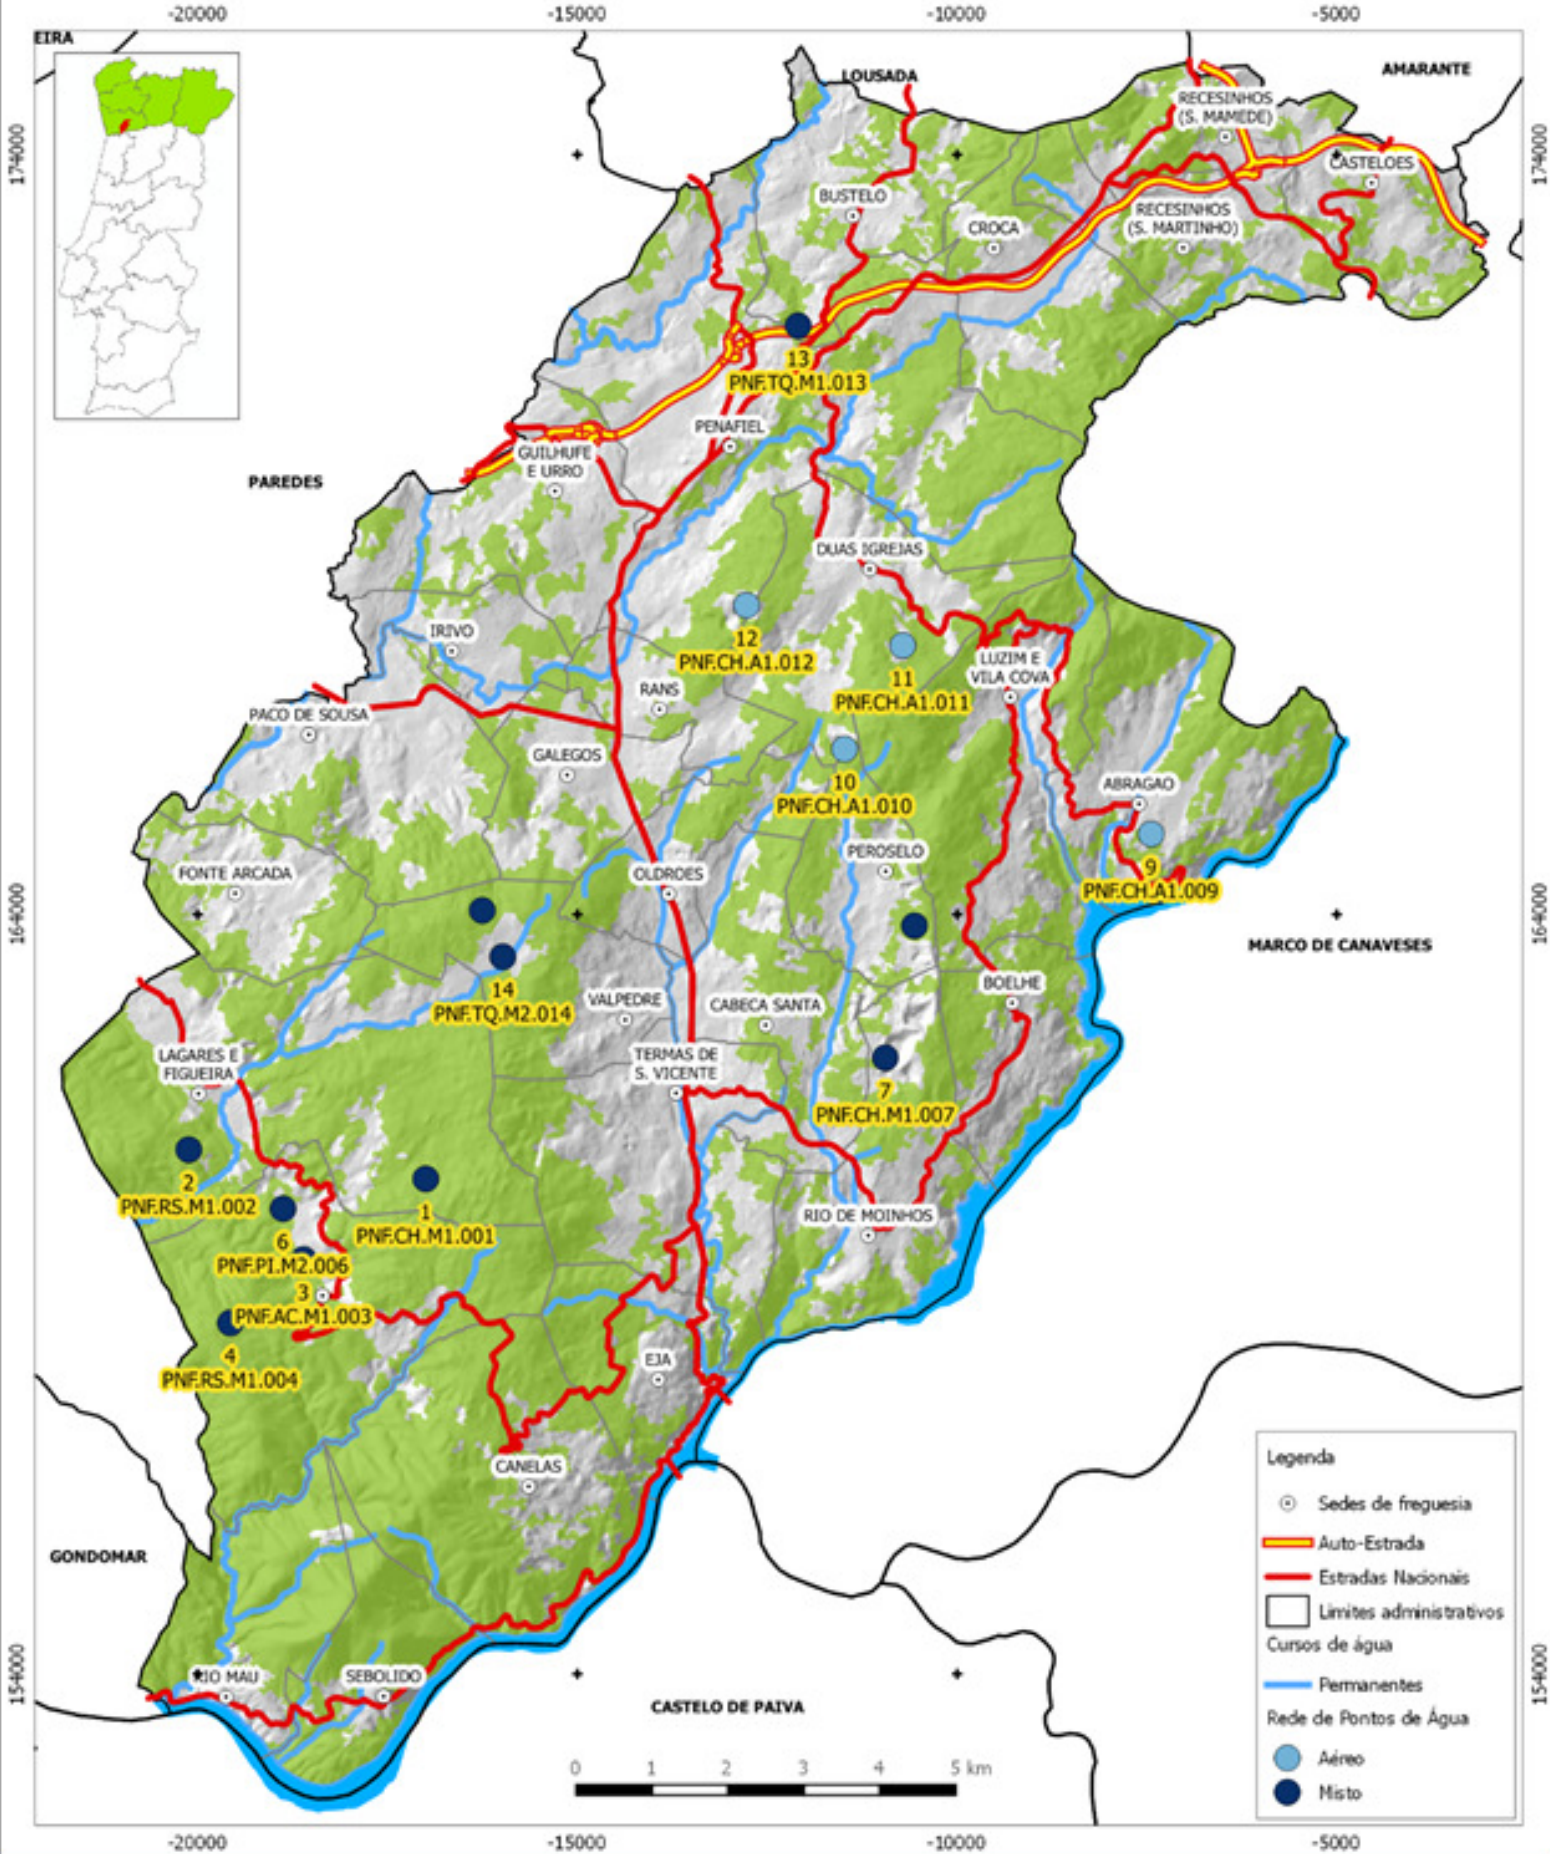 -20000
-15000
-10000
-5000
EIRA
LOUSADA
AMARANTE
RECESINHOS
(S. MAMEDE)
174000
174000
CASTELOES
BUSTELO
RECESINHOS
(S. MARTINHO)
CROCA
13
PNF.TQ.M1.013
PENAFIEL
GUILHUFE
E URRO
PAREDES
DUAS IGREJAS
12
PNF.CH.A1.012
IRIVO
11
PNF.CH.A1.011
LUZIM E
VILA COVA
RANS
PACO DE SOUSA
GALEGOS
10
PNF.CH.A1.010
ABRAGAO
PEROSELO
9
PNF.CH.A1.009
FONTE ARCADA
OLDROES
164000
164000
MARCO DE CANAVESES
14
PNF.TQ.M2.014
VALPEDRE
CABECA SANTA
BOELHE
LAGARES E
FIGUEIRA
TERMAS DE
S. VICENTE
7
PNF.CH.M1.007
2
PNF.RS.M1.002
1
PNF.CH.M1.001
RIO DE MOINHOS
6
PNF.PI.M2.006
3
PNF.AC.M1.003
4
PNF.RS.M1.004
EJA
CANELAS
GONDOMAR
RIO MAU
SEBOLIDO
154000
154000
CASTELO DE PAIVA
0 1 2 3 4 5 km
Legenda
Sedes de freguesia
Auto-Estrada
Estradas Nacionais
Limites administrativos
Cursos de água
Permanentes
Rede de Pontos de Água
Aéreo
Misto
-20000
-15000
-10000
-5000